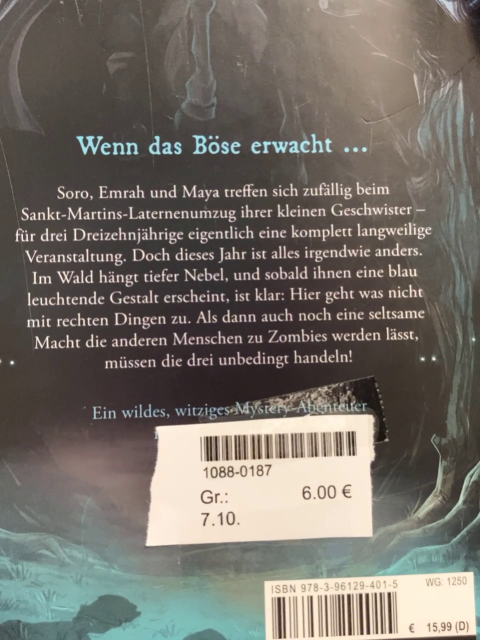 Wenn das Böse erwacht ...
Soro, Emrah und Maya treffen sich zufällig beim
Sankt-Martins-Laternenumzug ihrer kleinen Geschwister –
für drei Dreizehnjährige eigentlich eine komplett langweilige
Veranstaltung. Doch dieses Jahr ist alles irgendwie anders.
Im Wald hängt tiefer Nebel, und sobald ihnen eine blau
leuchtende Gestalt erscheint, ist klar: Hier geht was nicht
mit rechten Dingen zu. Als dann auch noch eine seltsame
Macht die anderen Menschen zu Zombies werden lässt,
müssen die drei unbedingt handeln!
Ein wildes, witziges Mystery-Abenteuer
1088-0187
Gr.: 6.00 €
7.10.
ISBN 978-3-96129-401-5 WG: 1250
€ 15,99 (D)